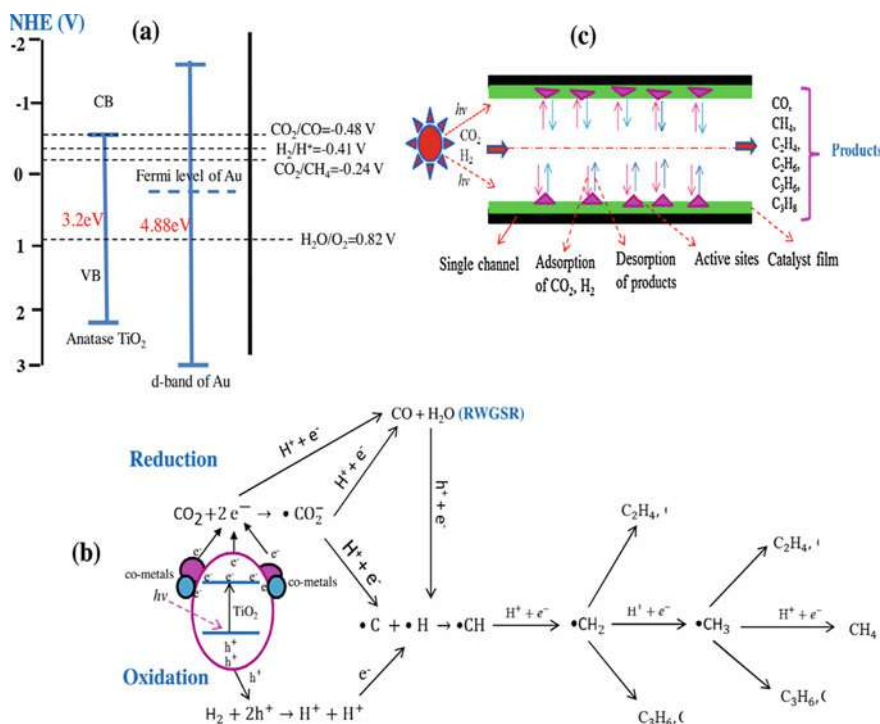 NHE (V)
(a)
-2
-1
0
1
2
3
CB
VB
3.2eV
4.88eV
Anatase TiO₂
Fermi level of Au
d-band of Au
CO₂/CO=-0.48 V
H₂/H⁺=-0.41 V
CO₂/CH₄=-0.24 V
H₂O/O₂=0.82 V
(c)
hν
CO₂
H₂
hν
CO,
CH₄,
C₂H₄,
C₂H₆,
C₃H₆,
C₃H₈
Products
Single channel
Adsorption
of CO₂, H₂
Desorption
of products
Active sites
Catalyst film
(b)
Reduction
CO + H₂O (RWGSR)
H⁺ + e⁻
H⁺ + e⁻
h⁺ + e⁻
CO₂ + 2 e⁻ → •CO₂⁻
H⁺ + e⁻
e⁻ e⁻ e⁻
co-metals
e⁻ e⁻ e⁻
e⁻ e⁻
co-metals
hν
TiO₂
h⁺
h⁺
h⁺
Oxidation
H₂ + 2h⁺ → H⁺ + H⁺
e⁻
•C + •H → •CH
H⁺ + e⁻
•CH₂
H⁺ + e⁻
•CH₃
H⁺ + e⁻
CH₄
C₂H₄,
C₃H₆,
C₂H₄,
C₃H₆,